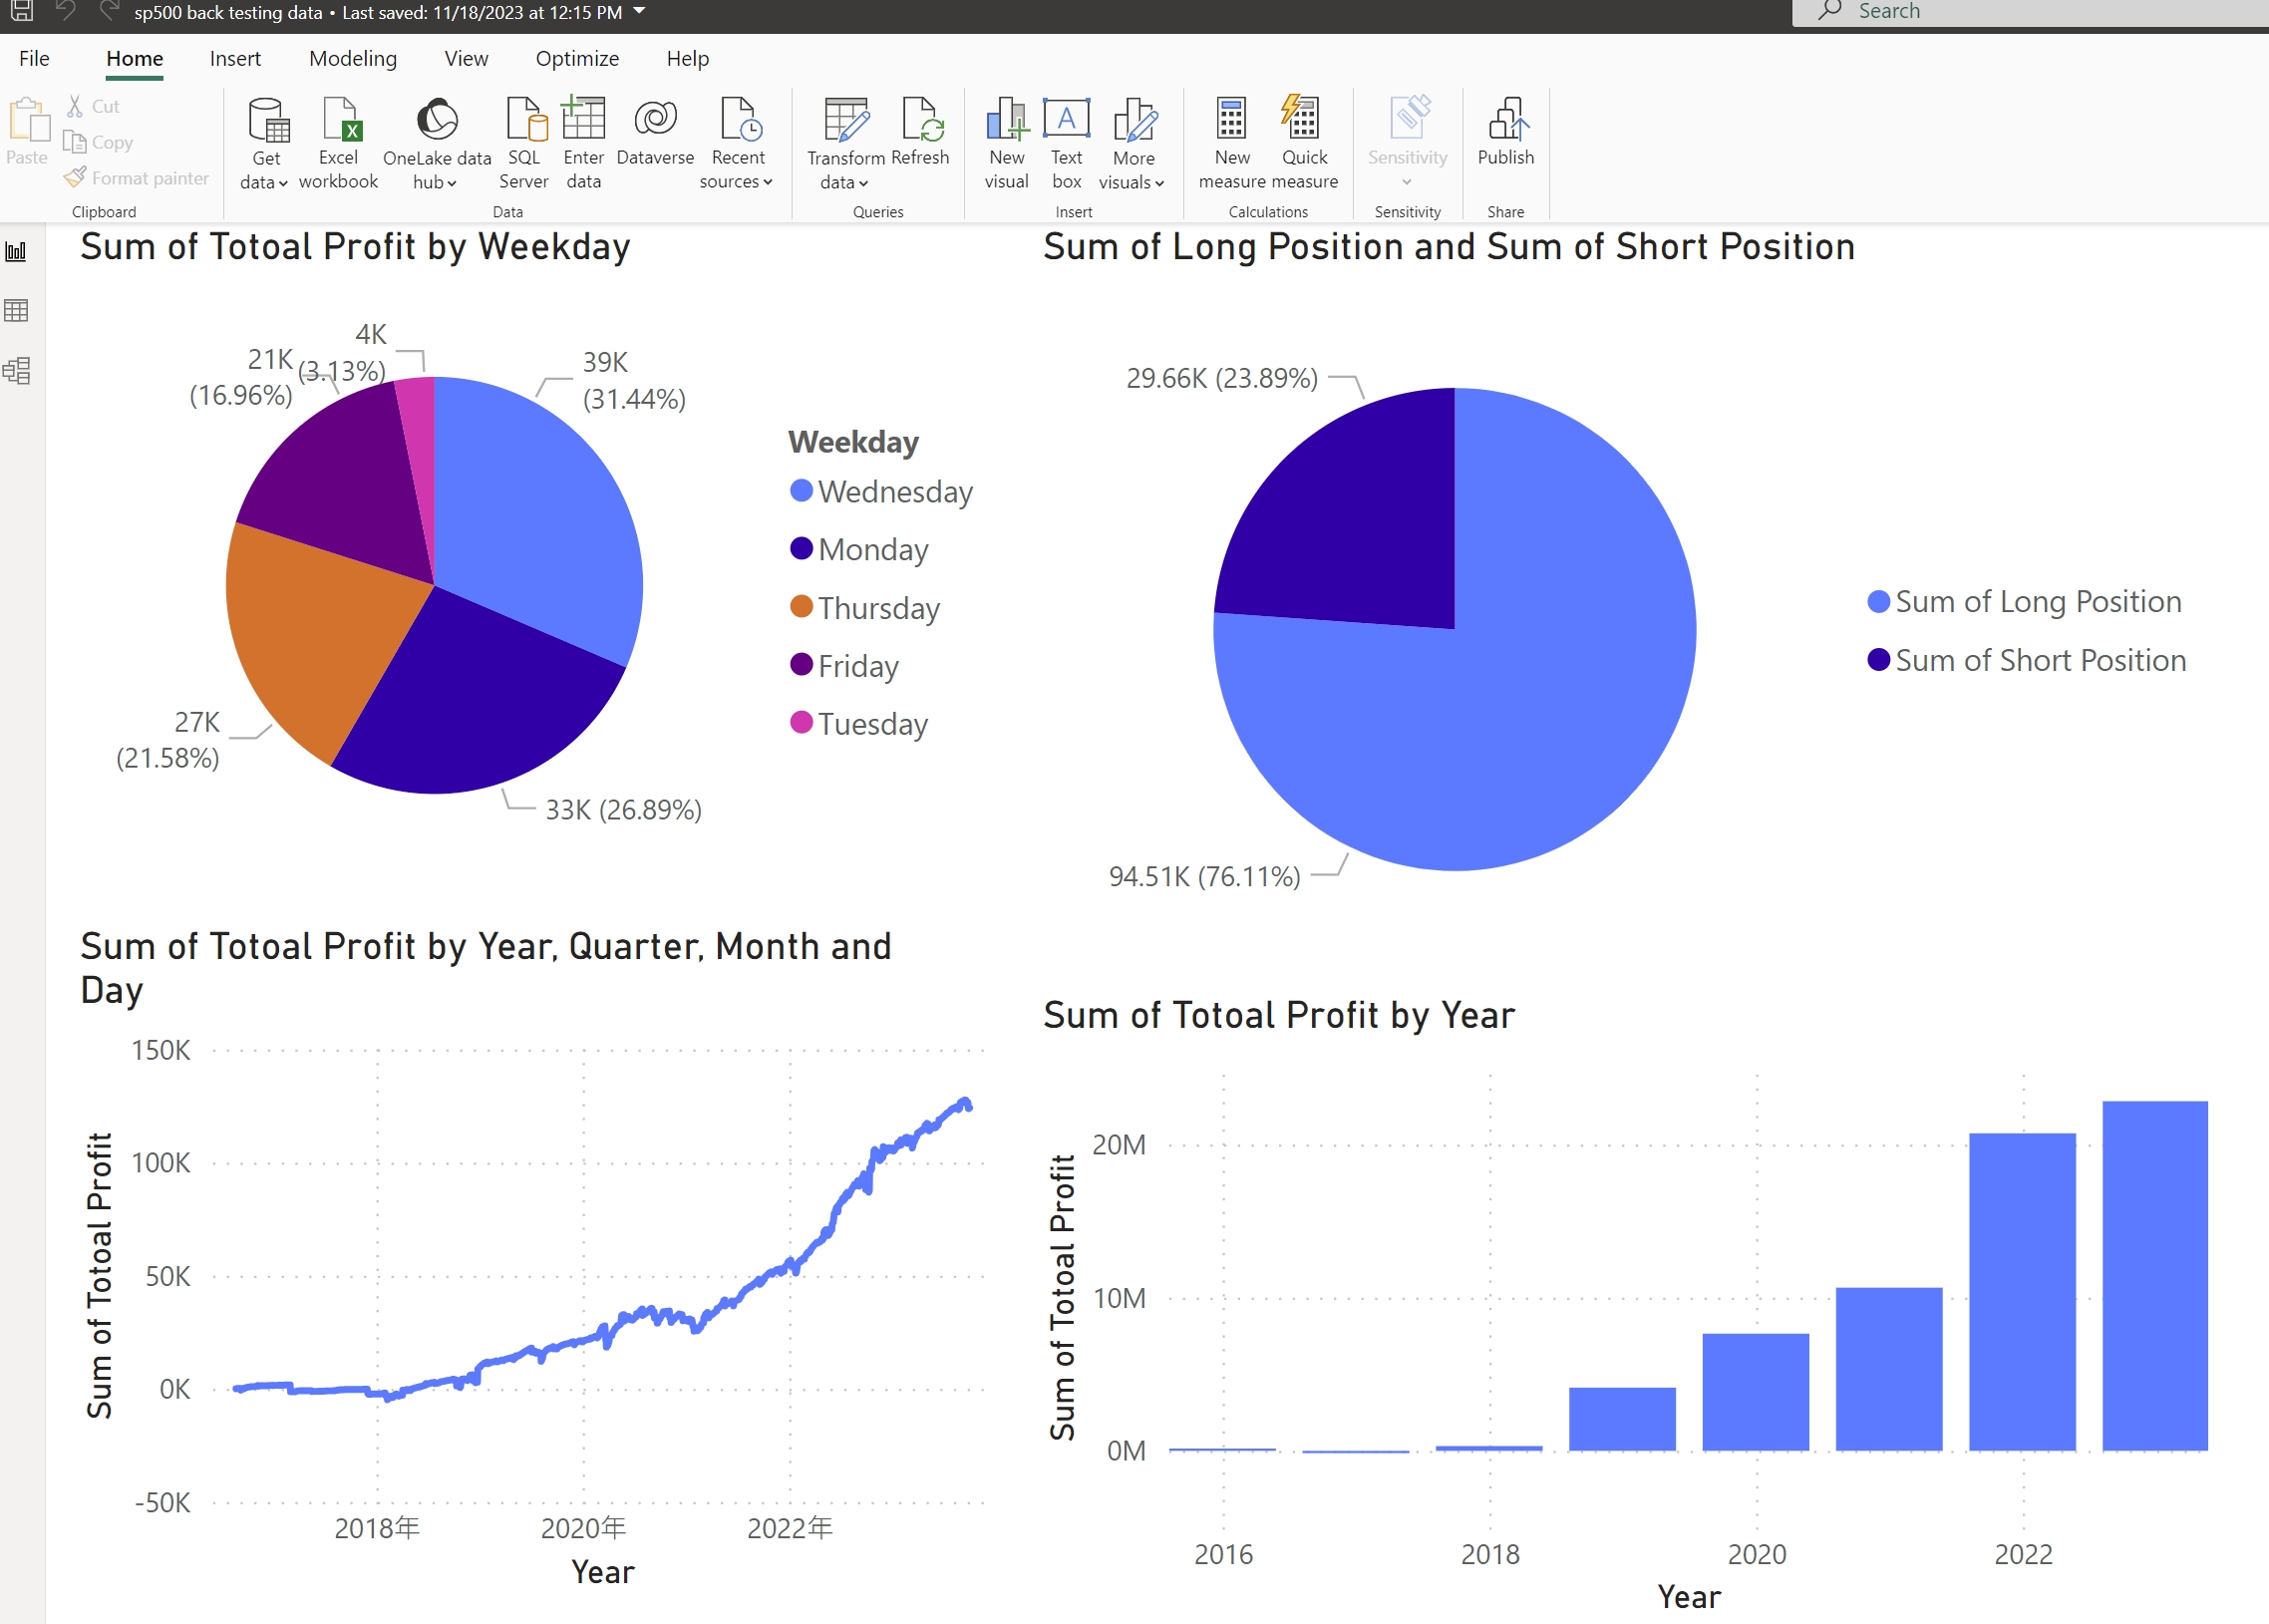 sp500 back testing data • Last saved: 11/18/2023 at 12:15 PM
Search
File Home Insert Modeling View Optimize Help
Paste
Cut
Copy
Format painter
Clipboard
Get data
Excel workbook
OneLake data hub
SQL Server
Enter data
Dataverse
Recent sources
Data
Transform data
Refresh
Queries
New visual
A
Text box
More visuals
Insert
New measure
Quick measure
Calculations
Sensitivity
Sensitivity
Publish
Share
Sum of Totoal Profit by Weekday
4K
(3.13%)
21K
(16.96%)
39K
(31.44%)
27K
(21.58%)
33K (26.89%)
Weekday
Wednesday
Monday
Thursday
Friday
Tuesday
Sum of Long Position and Sum of Short Position
29.66K (23.89%)
94.51K (76.11%)
Sum of Long Position
Sum of Short Position
Sum of Totoal Profit by Year, Quarter, Month and
Day
Sum of Totoal Profit
150K
100K
50K
0K
-50K
2018年 2020年 2022年
Year
Sum of Totoal Profit by Year
Sum of Totoal Profit
20M
10M
0M
2016 2018 2020 2022
Year